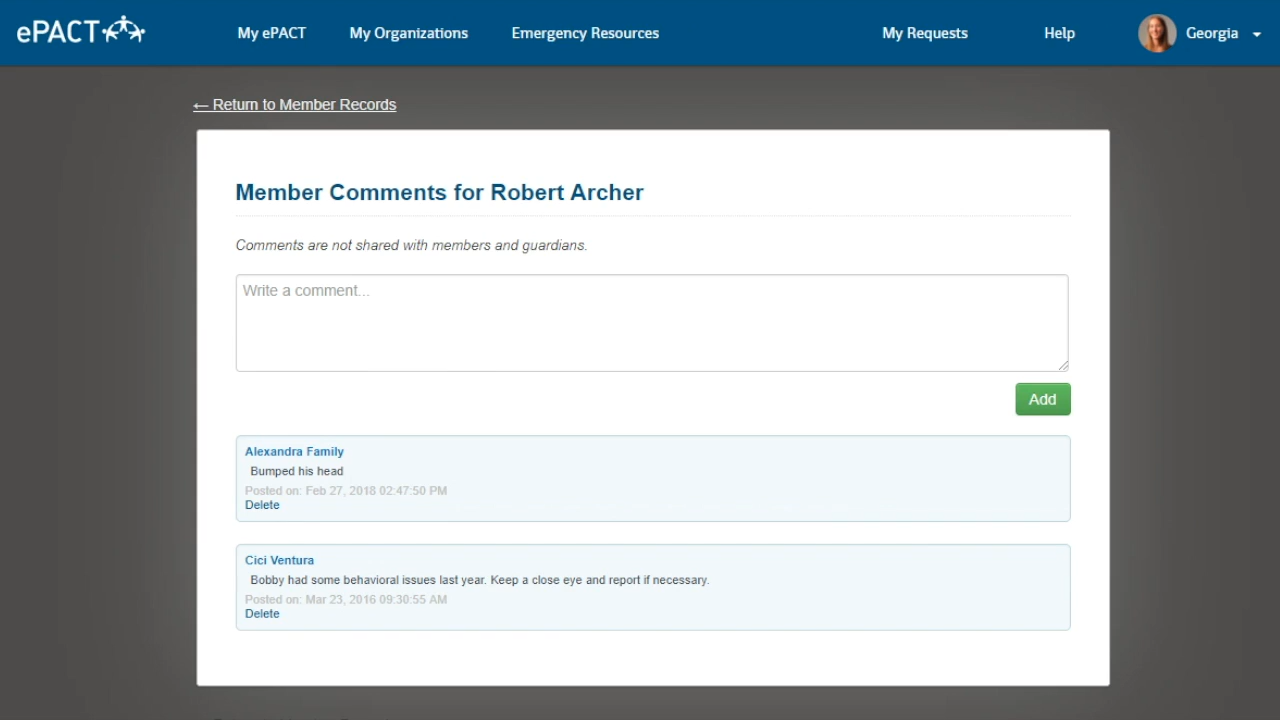 ePACT
My ePACT
My Organizations
Emergency Resources
My Requests
Help
Georgia
← Return to Member Records
Member Comments for Robert Archer
Comments are not shared with members and guardians.
Write a comment...
Add
Alexandra Family
Bumped his head
Posted on: Feb 27, 2018 02:47:50 PM
Delete
Cici Ventura
Bobby had some behavioral issues last year. Keep a close eye and report if necessary.
Posted on: Mar 23, 2016 09:30:55 AM
Delete